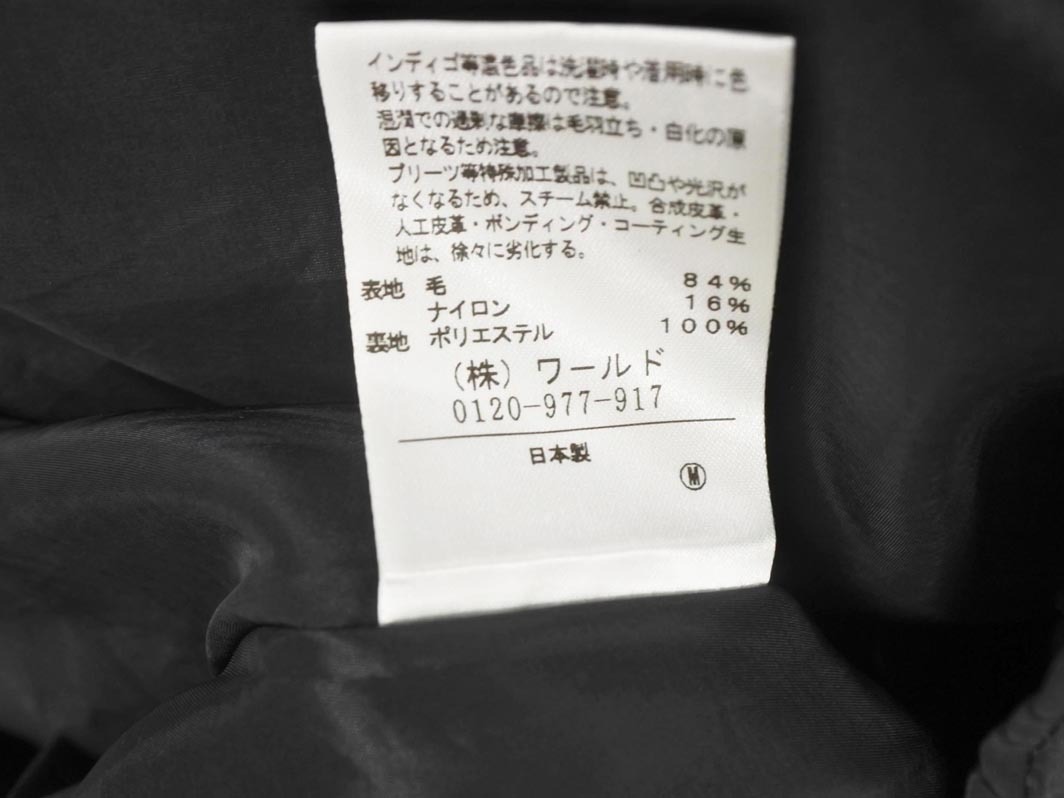 インディゴ等濃色品は洗濯時や着用時に色
移りすることがあるので注意。
湿潤での過剰な摩擦は毛羽立ち・白化の原
因となるため注意。
プリーツ等特殊加工製品は、凹凸や光沢が
なくなるため、スチーム禁止。合成皮革・
人工皮革・ボンディング・コーティング生
地は、徐々に劣化する。
表地 毛 84%
ナイロン 16%
裏地 ポリエステル 100%
(株) ワールド
0120-977-917
日本製
M